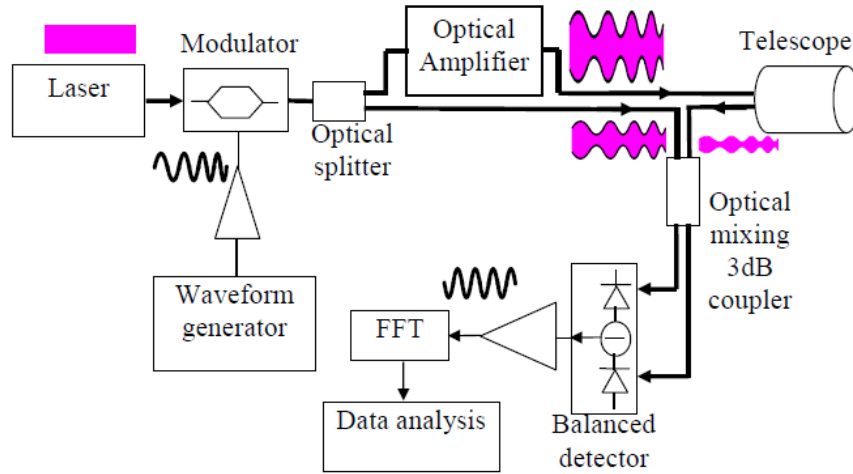 Modulator
Optical
Amplifier
Telescope
Laser
Optical
splitter
Optical
mixing
3dB
coupler
Waveform
generator
FFT
Data analysis
Balanced
detector